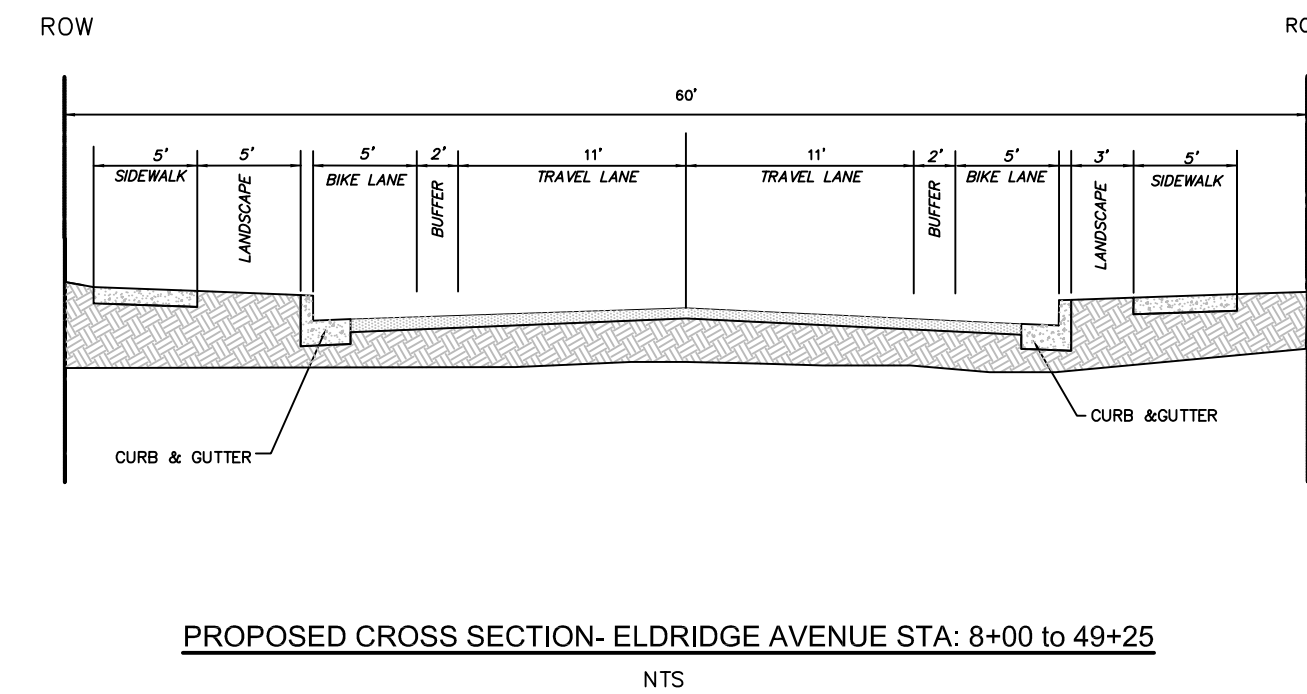 ROW
RO
60'
5' 5' 5' 2' 11' 11' 2' 5' 3' 5'
SIDEWALK
LANDSCAPE
BIKE LANE
BUFFER
TRAVEL LANE
TRAVEL LANE
BUFFER
BIKE LANE
LANDSCAPE
SIDEWALK
CURB &GUTTER
CURB & GUTTER
PROPOSED CROSS SECTION- ELDRIDGE AVENUE STA: 8+00 to 49+25
NTS